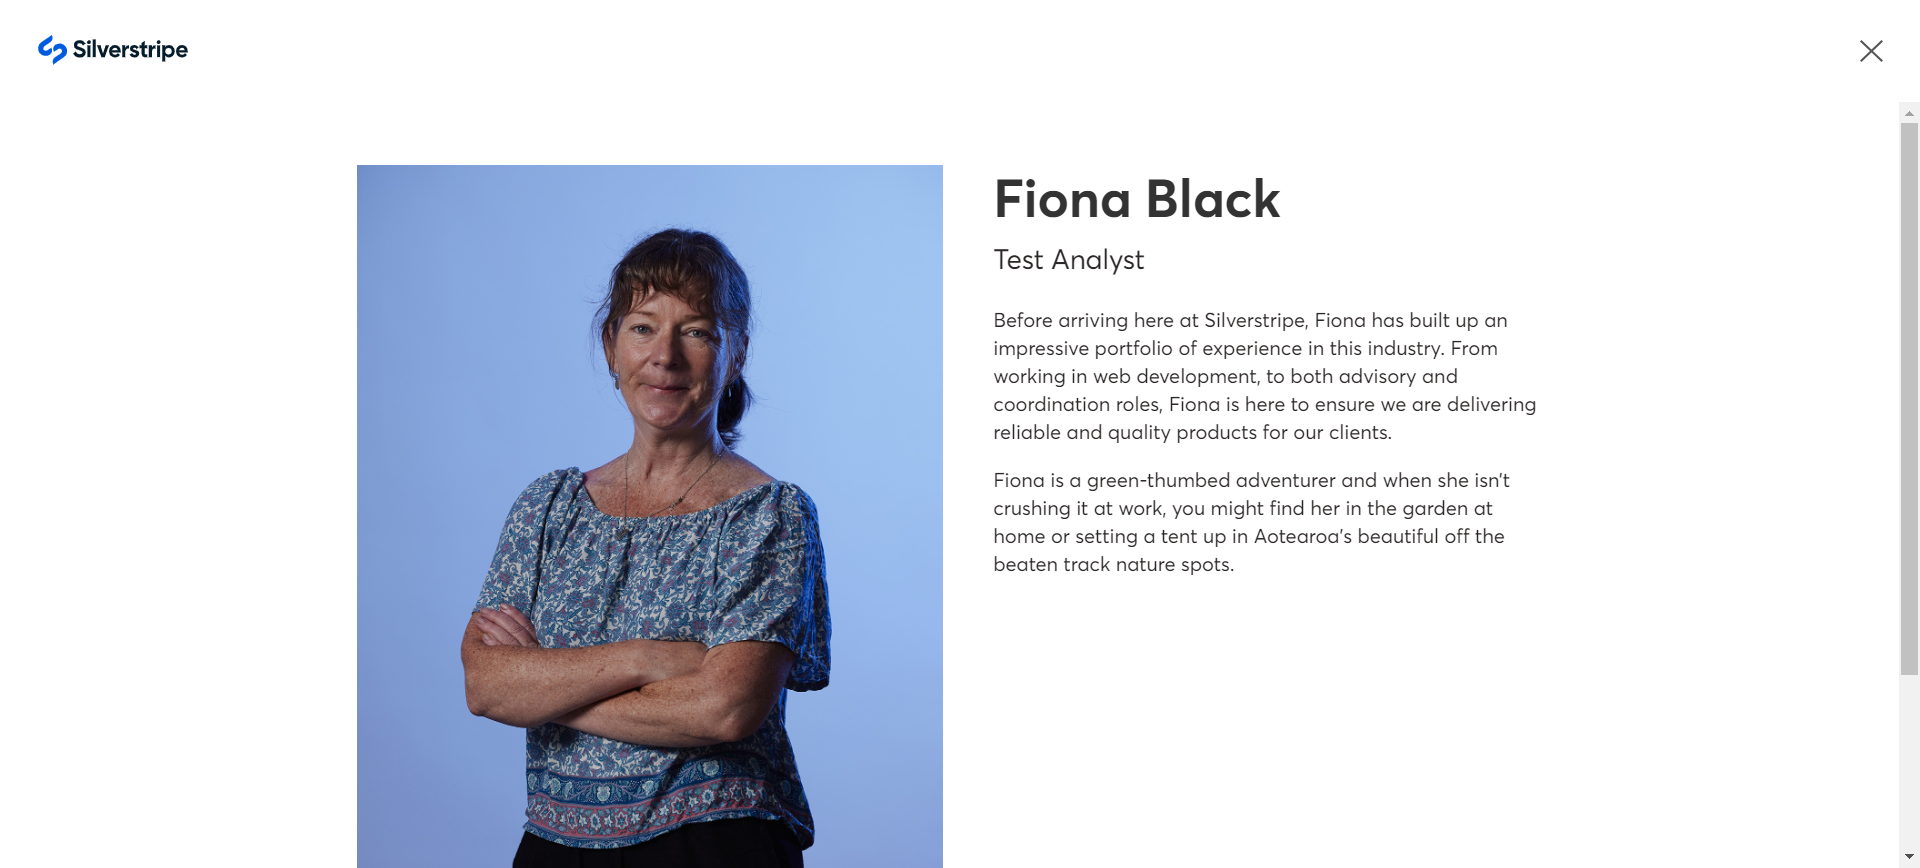 Silverstripe
Fiona Black
Test Analyst
Before arriving here at Silverstripe, Fiona has built up an
impressive portfolio of experience in this industry. From
working in web development, to both advisory and
coordination roles, Fiona is here to ensure we are delivering
reliable and quality products for our clients.
Fiona is a green-thumbed adventurer and when she isn't
crushing it at work, you might find her in the garden at
home or setting a tent up in Aotearoa's beautiful off the
beaten track nature spots.